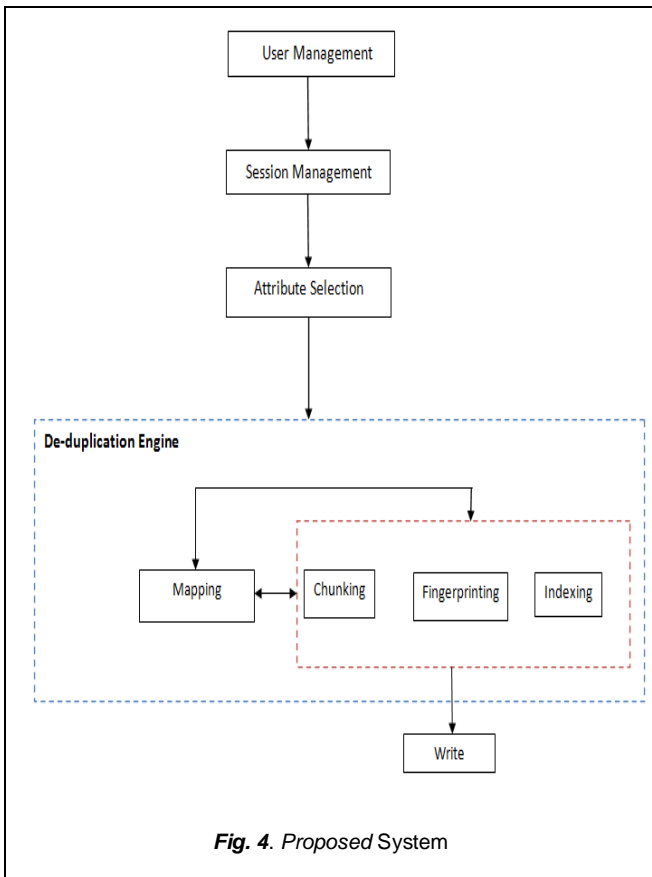 User Management
Session Management
Attribute Selection
De-duplication Engine
Mapping
Chunking
Fingerprinting
Indexing
Write
Fig. 4. Proposed System